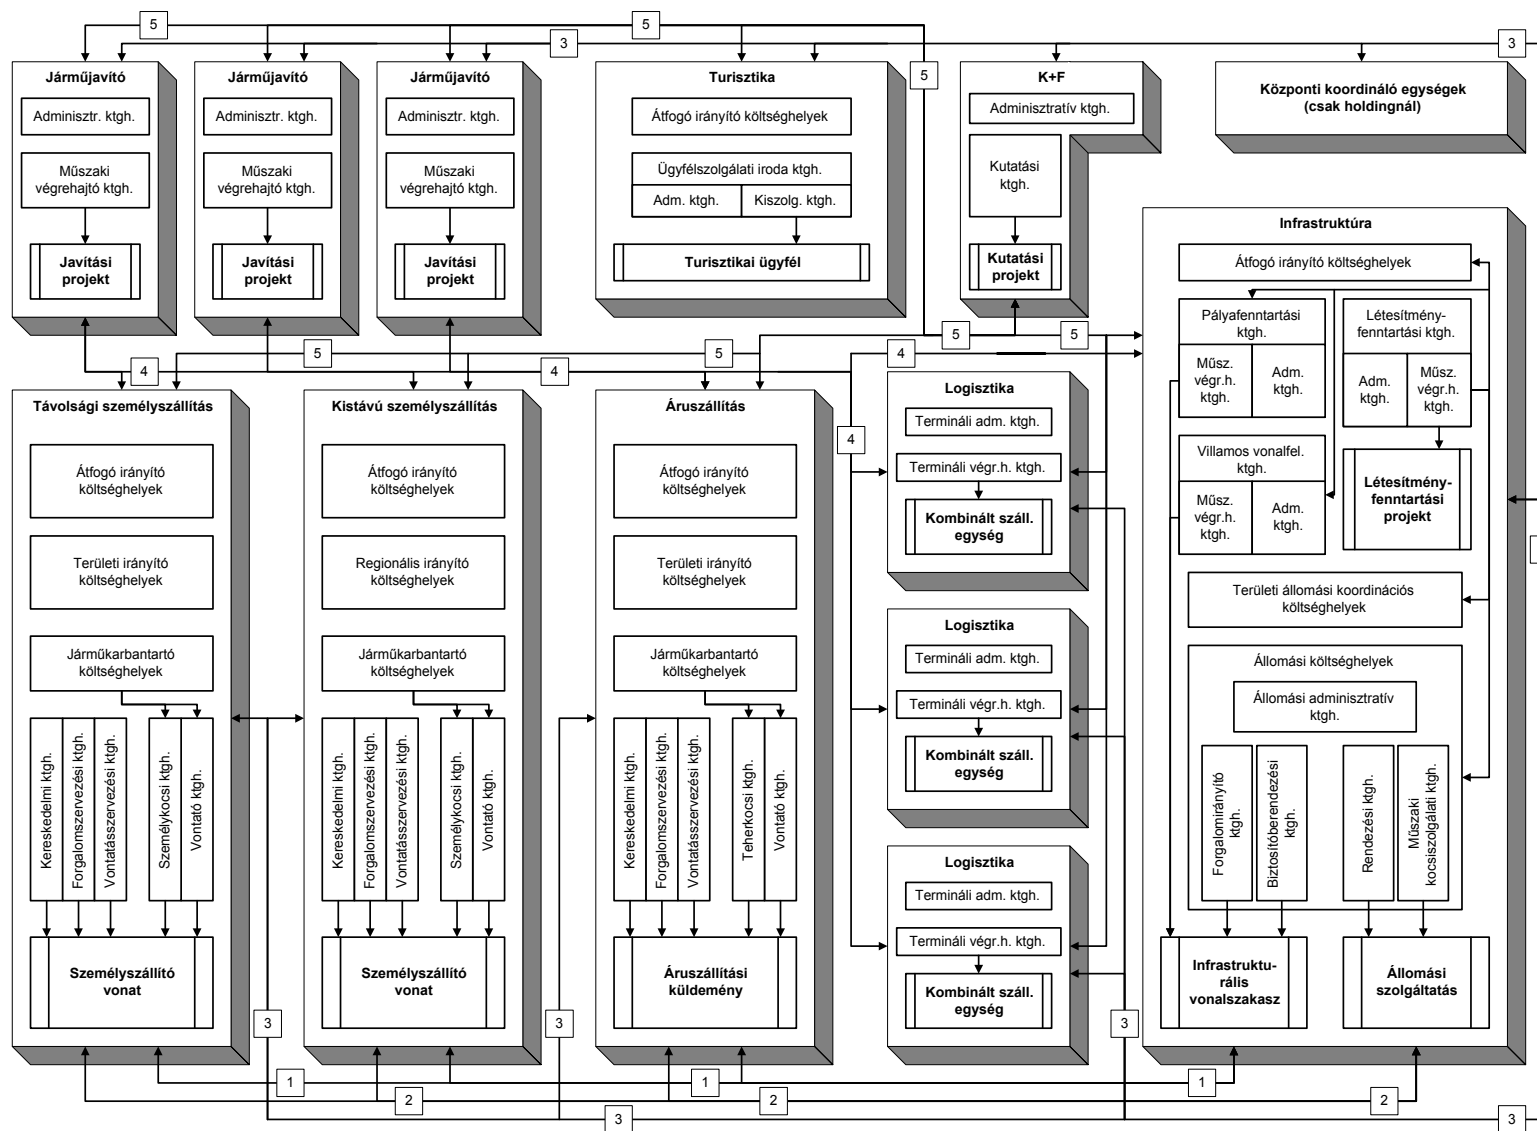 5
5
3
3
Járműjavító
Adminisztr. ktgh.
Műszaki
végrehajtó ktgh.
Javítási
projekt
Járműjavító
Adminisztr. ktgh.
Műszaki
végrehajtó ktgh.
Javítási
projekt
Járműjavító
Adminisztr. ktgh.
Műszaki
végrehajtó ktgh.
Javítási
projekt
Turisztika
Átfogó irányító költséghelyek
Ügyfélszolgálati iroda ktgh.
Adm. ktgh.
Kiszolg. ktgh.
Turisztikai ügyfél
5
K+F
Adminisztratív ktgh.
Kutatási
ktgh.
Kutatási
projekt
Központi koordináló egységek
(csak holdingnál)
4
5
4
5
5
4
5
4
Távolsági személyszállítás
Átfogó irányító
költséghelyek
Területi irányító
költséghelyek
Járműkarbantartó
költséghelyek
Kereskedelmi ktgh.
Forgalomszervezési ktgh.
Vontatásszervezési ktgh.
Személykocsi ktgh.
Vontató ktgh.
Személyszállító
vonat
Kistávú személyszállítás
Átfogó irányító
költséghelyek
Regionális irányító
költséghelyek
Járműkarbantartó
költséghelyek
Kereskedelmi ktgh.
Forgalomszervezési ktgh.
Vontatásszervezési ktgh.
Személykocsi ktgh.
Vontató ktgh.
Személyszállító
vonat
Áruszállítás
Átfogó irányító
költséghelyek
Területi irányító
költséghelyek
Járműkarbantartó
költséghelyek
Kereskedelmi ktgh.
Forgalomszervezési ktgh.
Vontatásszervezési ktgh.
Teherkocsi ktgh.
Vontató ktgh.
Áruszállítási
küldemény
Logisztika
Termináli adm. ktgh.
Termináli végr.h. ktgh.
Kombinált száll.
egység
Logisztika
Termináli adm. ktgh.
Termináli végr.h. ktgh.
Kombinált száll.
egység
Logisztika
Termináli adm. ktgh.
Termináli végr.h. ktgh.
Kombinált száll.
egység
Infrastruktúra
Átfogó irányító költséghelyek
Pályafenntartási
ktgh.
Műsz.
végr.h.
ktgh.
Adm.
ktgh.
Létesítmény-
fenntartási ktgh.
Adm.
ktgh.
Műsz.
végr.h.
ktgh.
Villamos vonalfel.
ktgh.
Műsz.
végr.h.
ktgh.
Adm.
ktgh.
Létesítmény-
fenntartási
projekt
Területi állomási koordinációs
költséghelyek
Állomási költséghelyek
Állomási adminisztratív
ktgh.
Forgalomirányító
ktgh.
Biztosítóberendezési
ktgh.
Rendezési ktgh.
Műszaki
kocsiszolgálati ktgh.
Infrastruktu-
rális
vonalszakasz
Állomási
szolgáltatás
3
3
3
1
1
1
2
2
2
3
3